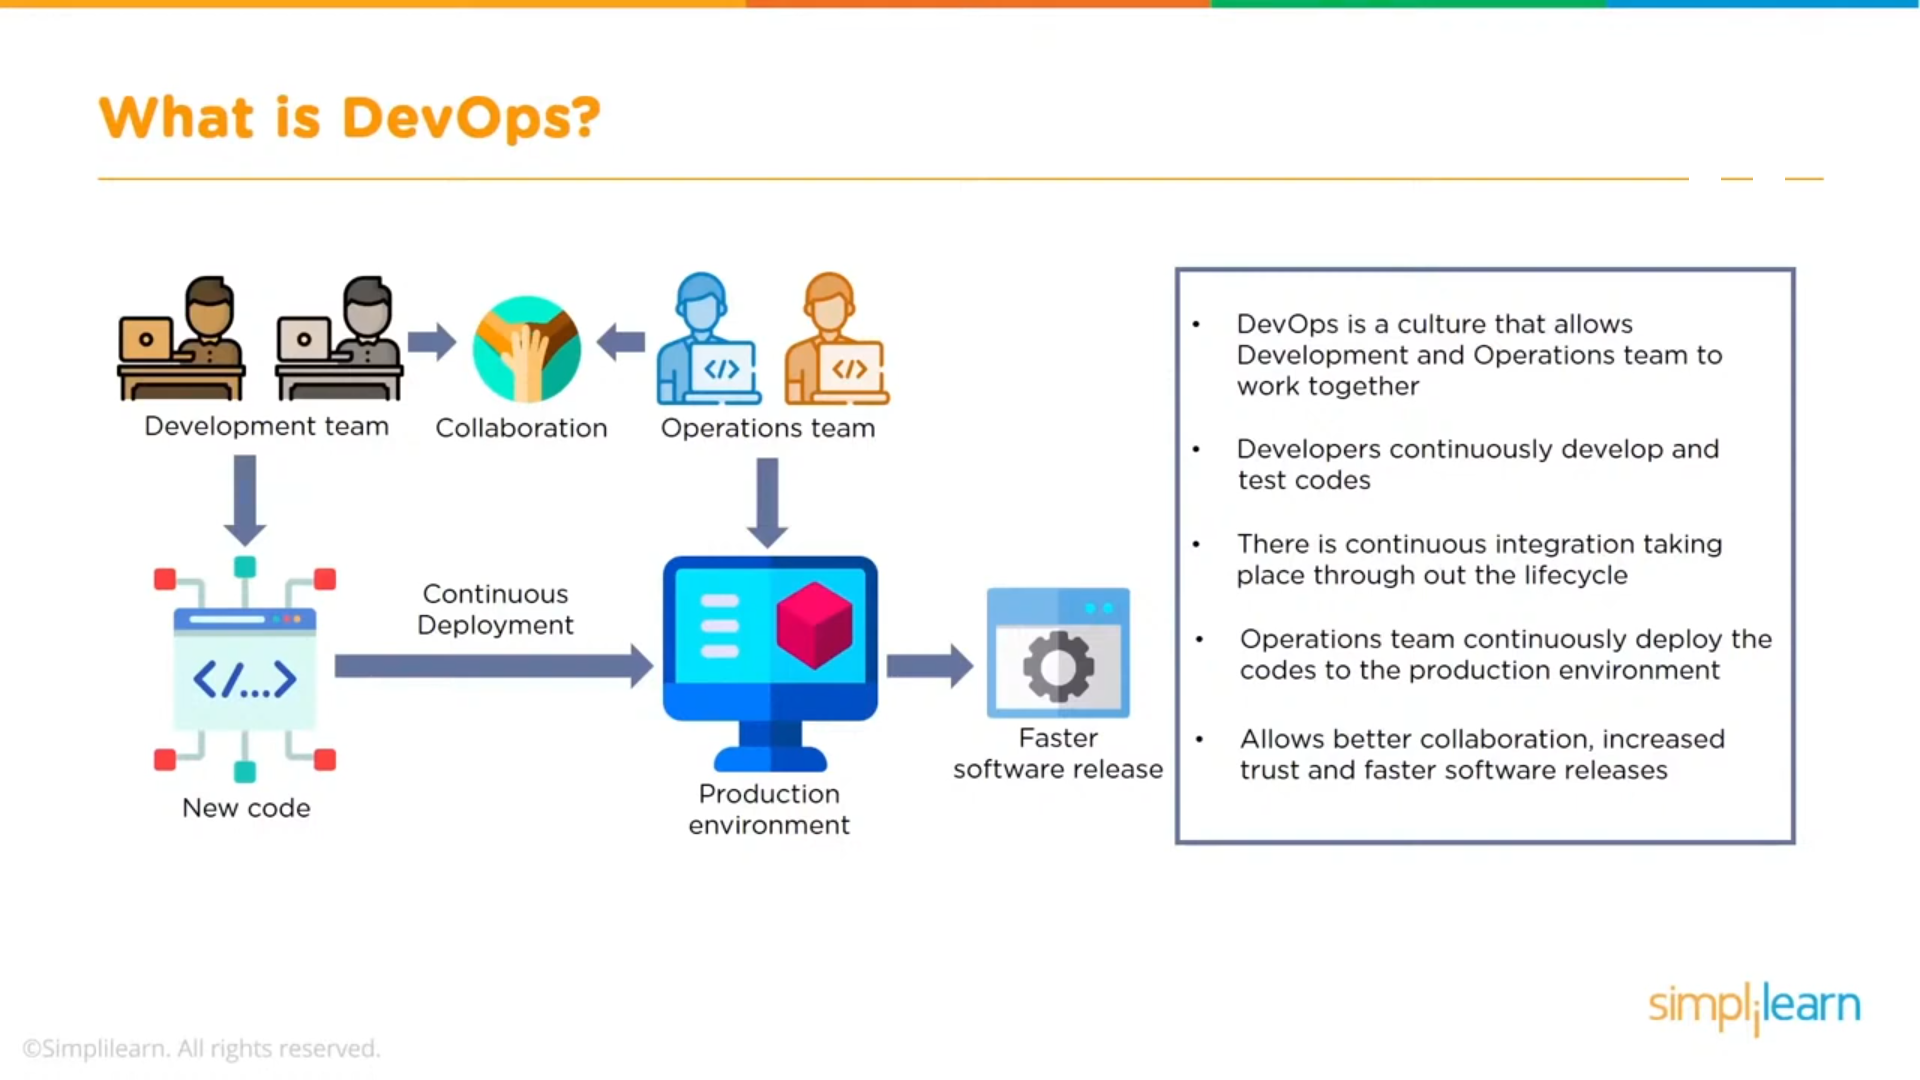 What is DevOps?
Development team
Collaboration
Operations team
</>
</>
Continuous
Deployment
</...>
New code
Production
environment
Faster
software release
• DevOps is a culture that allows
Development and Operations team to
work together
• Developers continuously develop and
test codes
• There is continuous integration taking
place through out the lifecycle
• Operations team continuously deploy the
codes to the production environment
• Allows better collaboration, increased
trust and faster software releases
simplilearn
©Simplilearn. All rights reserved.